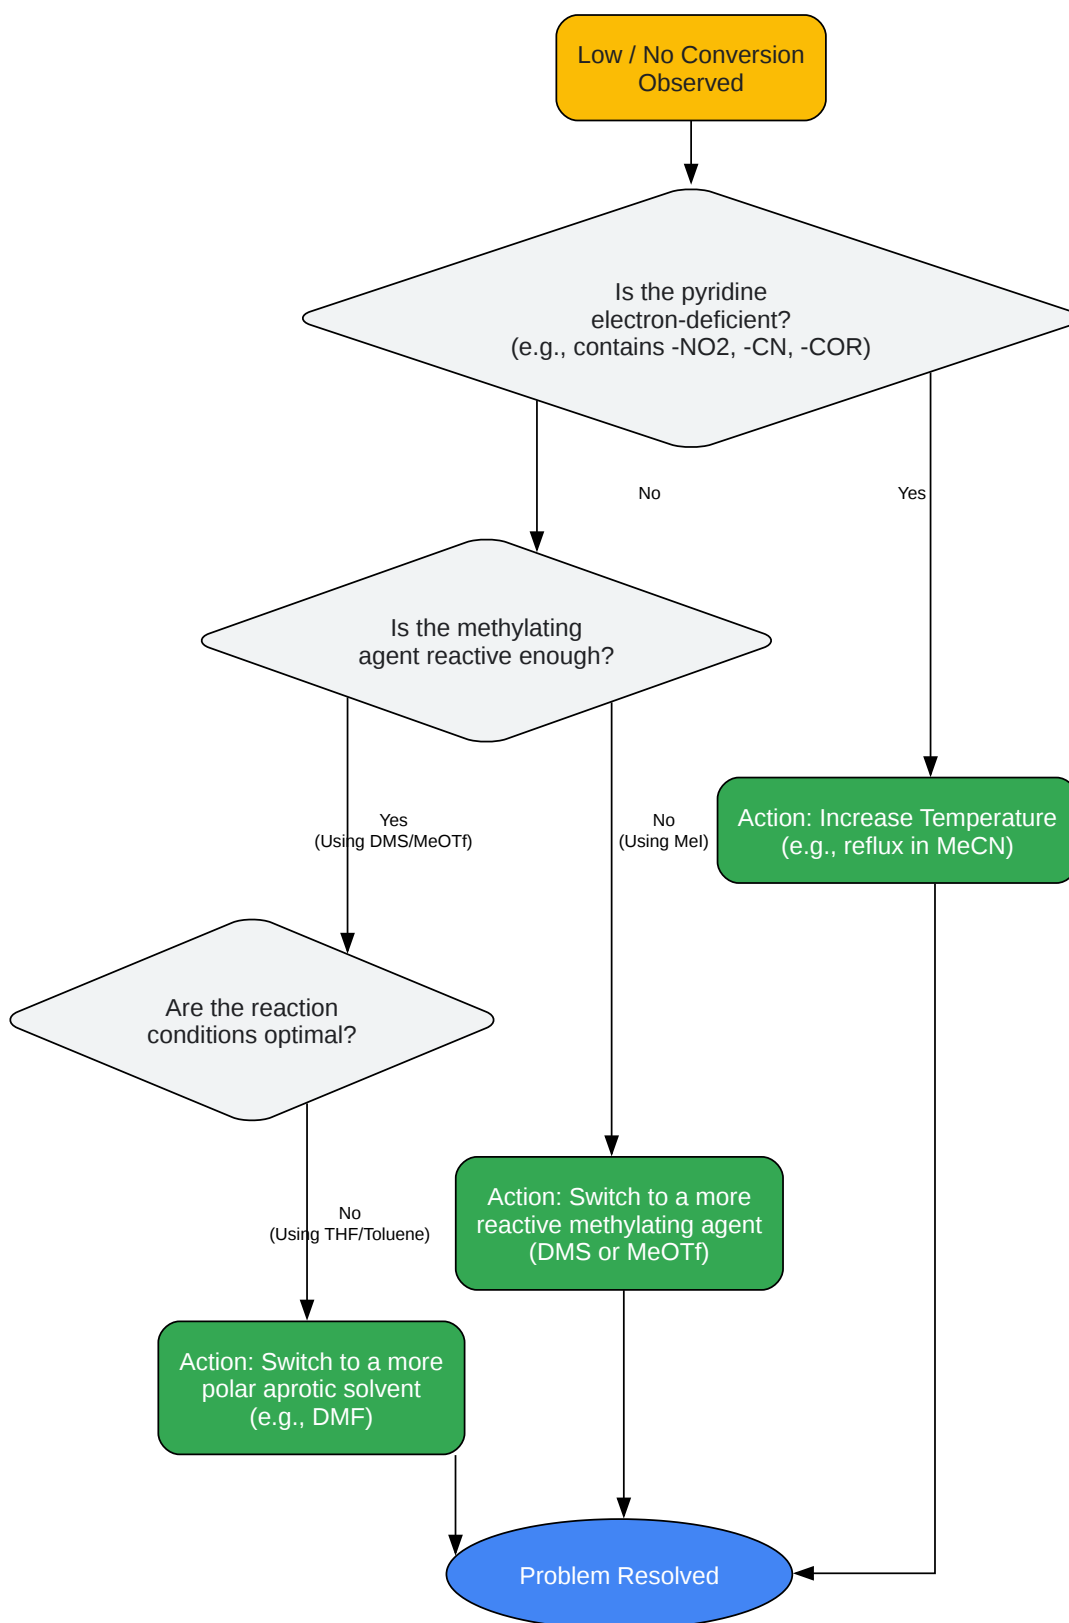 Low / No Conversion
Observed
Is the pyridine
electron-deficient?
(e.g., contains -NO2, -CN, -COR)
No
Yes
Is the methylating
agent reactive enough?
Yes
(Using DMS/MeOTf)
No
(Using MeI)
Action: Increase Temperature
(e.g., reflux in MeCN)
Are the reaction
conditions optimal?
No
(Using THF/Toluene)
Action: Switch to a more
reactive methylating agent
(DMS or MeOTf)
Action: Switch to a more
polar aprotic solvent
(e.g., DMF)
Problem Resolved